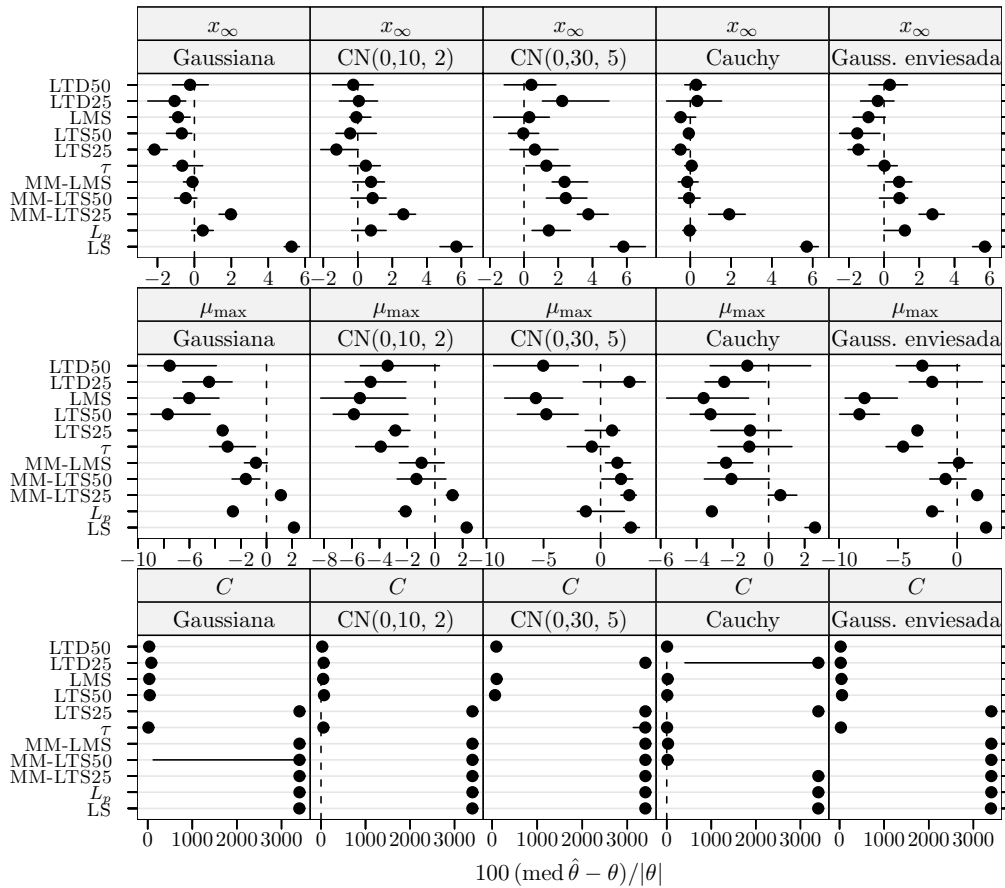 x∞ x∞ x∞ x∞ x∞
Gaussiana CN(0,10, 2) CN(0,30, 5) Cauchy Gauss. enviesada
LTD50
LTD25
LMS
LTS50
LTS25
τ
MM-LMS
MM-LTS50
MM-LTS25
Lp
LS
−2 0 2 4 −2 0 2 4 6 −2 0 2 4 6 0 2 4 6 −2 0 2 4 6
μmax μmax μmax μmax μmax
Gaussiana CN(0,10, 2) CN(0,30, 5) Cauchy Gauss. enviesada
LTD50
LTD25
LMS
LTS50
LTS25
τ
MM-LMS
MM-LTS50
MM-LTS25
Lp
LS
−10 −6 −2 0 2 −8 −6 −4 −2 0 2 −10 −5 0 −6 −4 −2 0 2 −10 −5 0
C C C C C
Gaussiana CN(0,10, 2) CN(0,30, 5) Cauchy Gauss. enviesada
LTD50
LTD25
LMS
LTS50
LTS25
τ
MM-LMS
MM-LTS50
MM-LTS25
Lp
LS
0 1000 2000 3000 0 1000 2000 3000 0 1000 2000 3000 0 1000 2000 3000 0 1000 2000 3000
100 (med θ̂ − θ)/|θ|